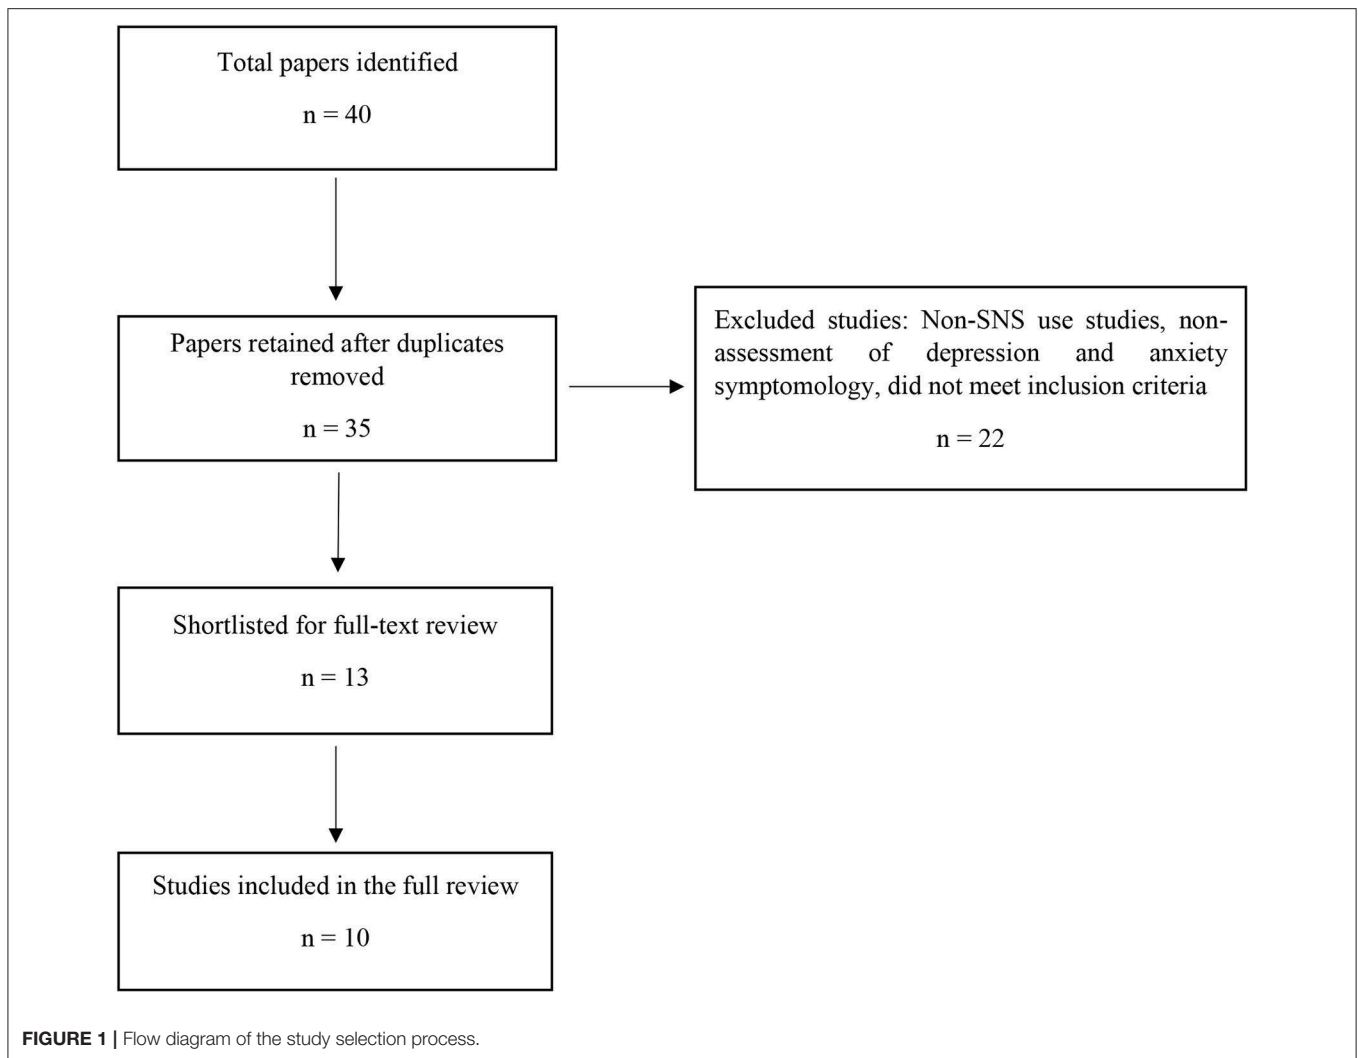 Total papers identified
n = 40
Papers retained after duplicates
removed
n = 35
Excluded studies: Non-SNS use studies, non-
assessment of depression and anxiety
symptomology, did not meet inclusion criteria
n = 22
Shortlisted for full-text review
n = 13
Studies included in the full review
n = 10
FIGURE 1 | Flow diagram of the study selection process.